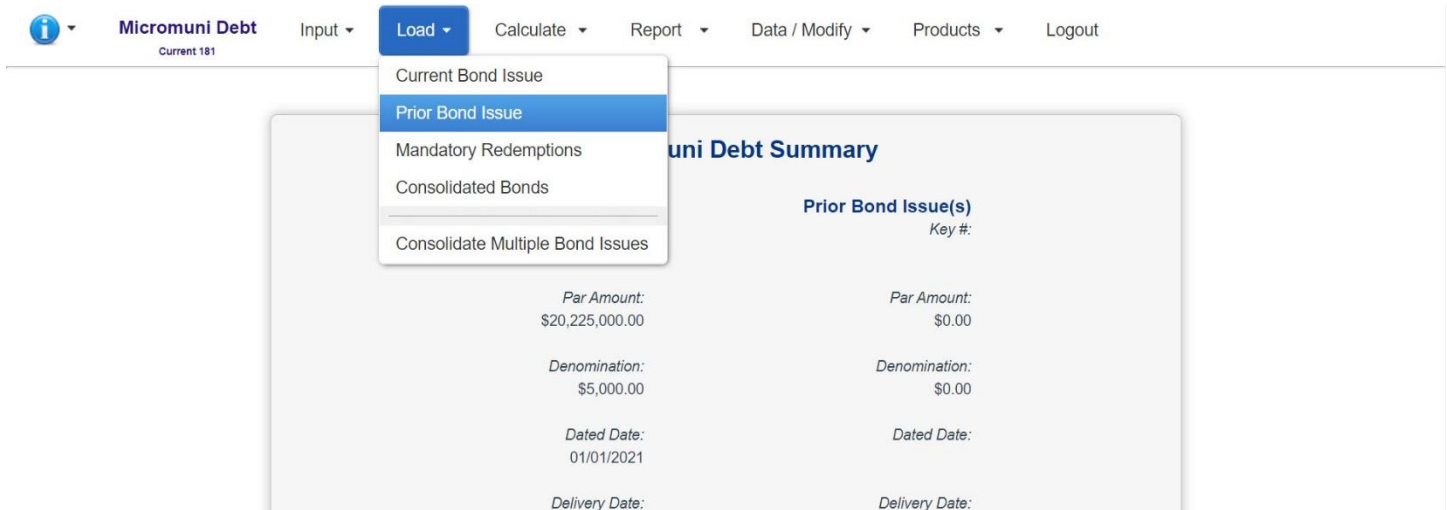 Micromuni Debt
Current 181
Input
Load
Calculate
Report
Data / Modify
Products
Logout
Current Bond Issue
Prior Bond Issue
Mandatory Redemptions
Consolidated Bonds
Consolidate Multiple Bond Issues
uni Debt Summary
Prior Bond Issue(s)
Key #:
Par Amount: Par Amount:
$20,225,000.00 $0.00
Denomination: Denomination:
$5,000.00 $0.00
Dated Date: Dated Date:
01/01/2021
Delivery Date: Delivery Date: